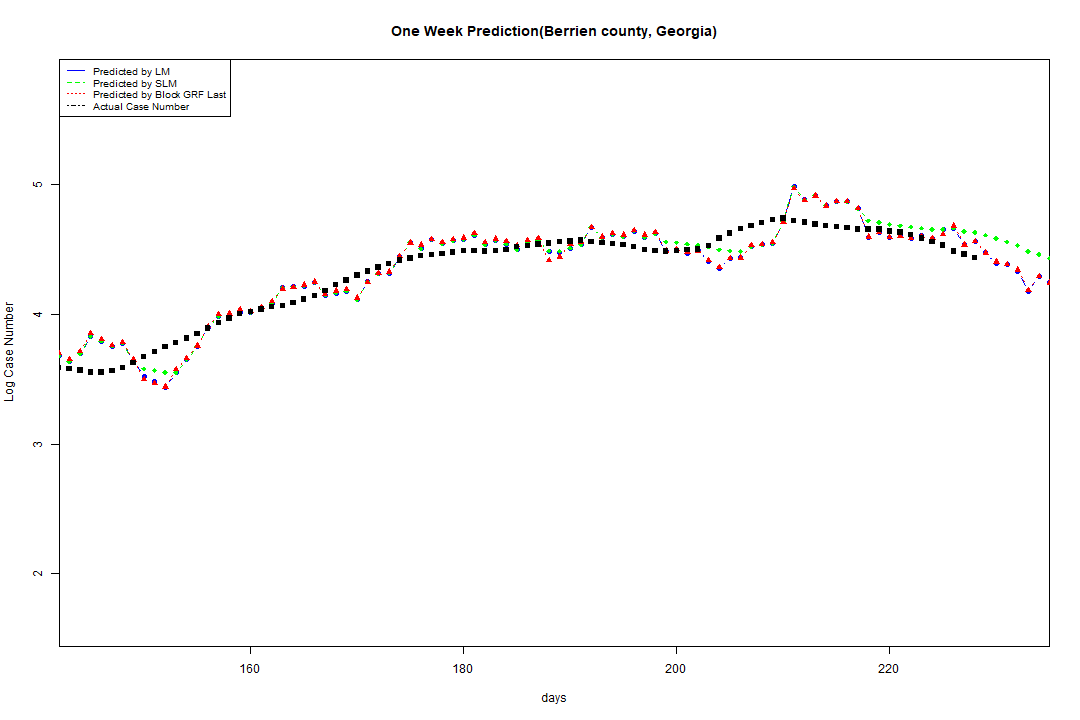 One Week Prediction(Berrien county, Georgia)
Predicted by LM
Predicted by SLM
Predicted by Block GRF Last
Actual Case Number
5
4
3
2
Log Case Number
160 180 200 220
days